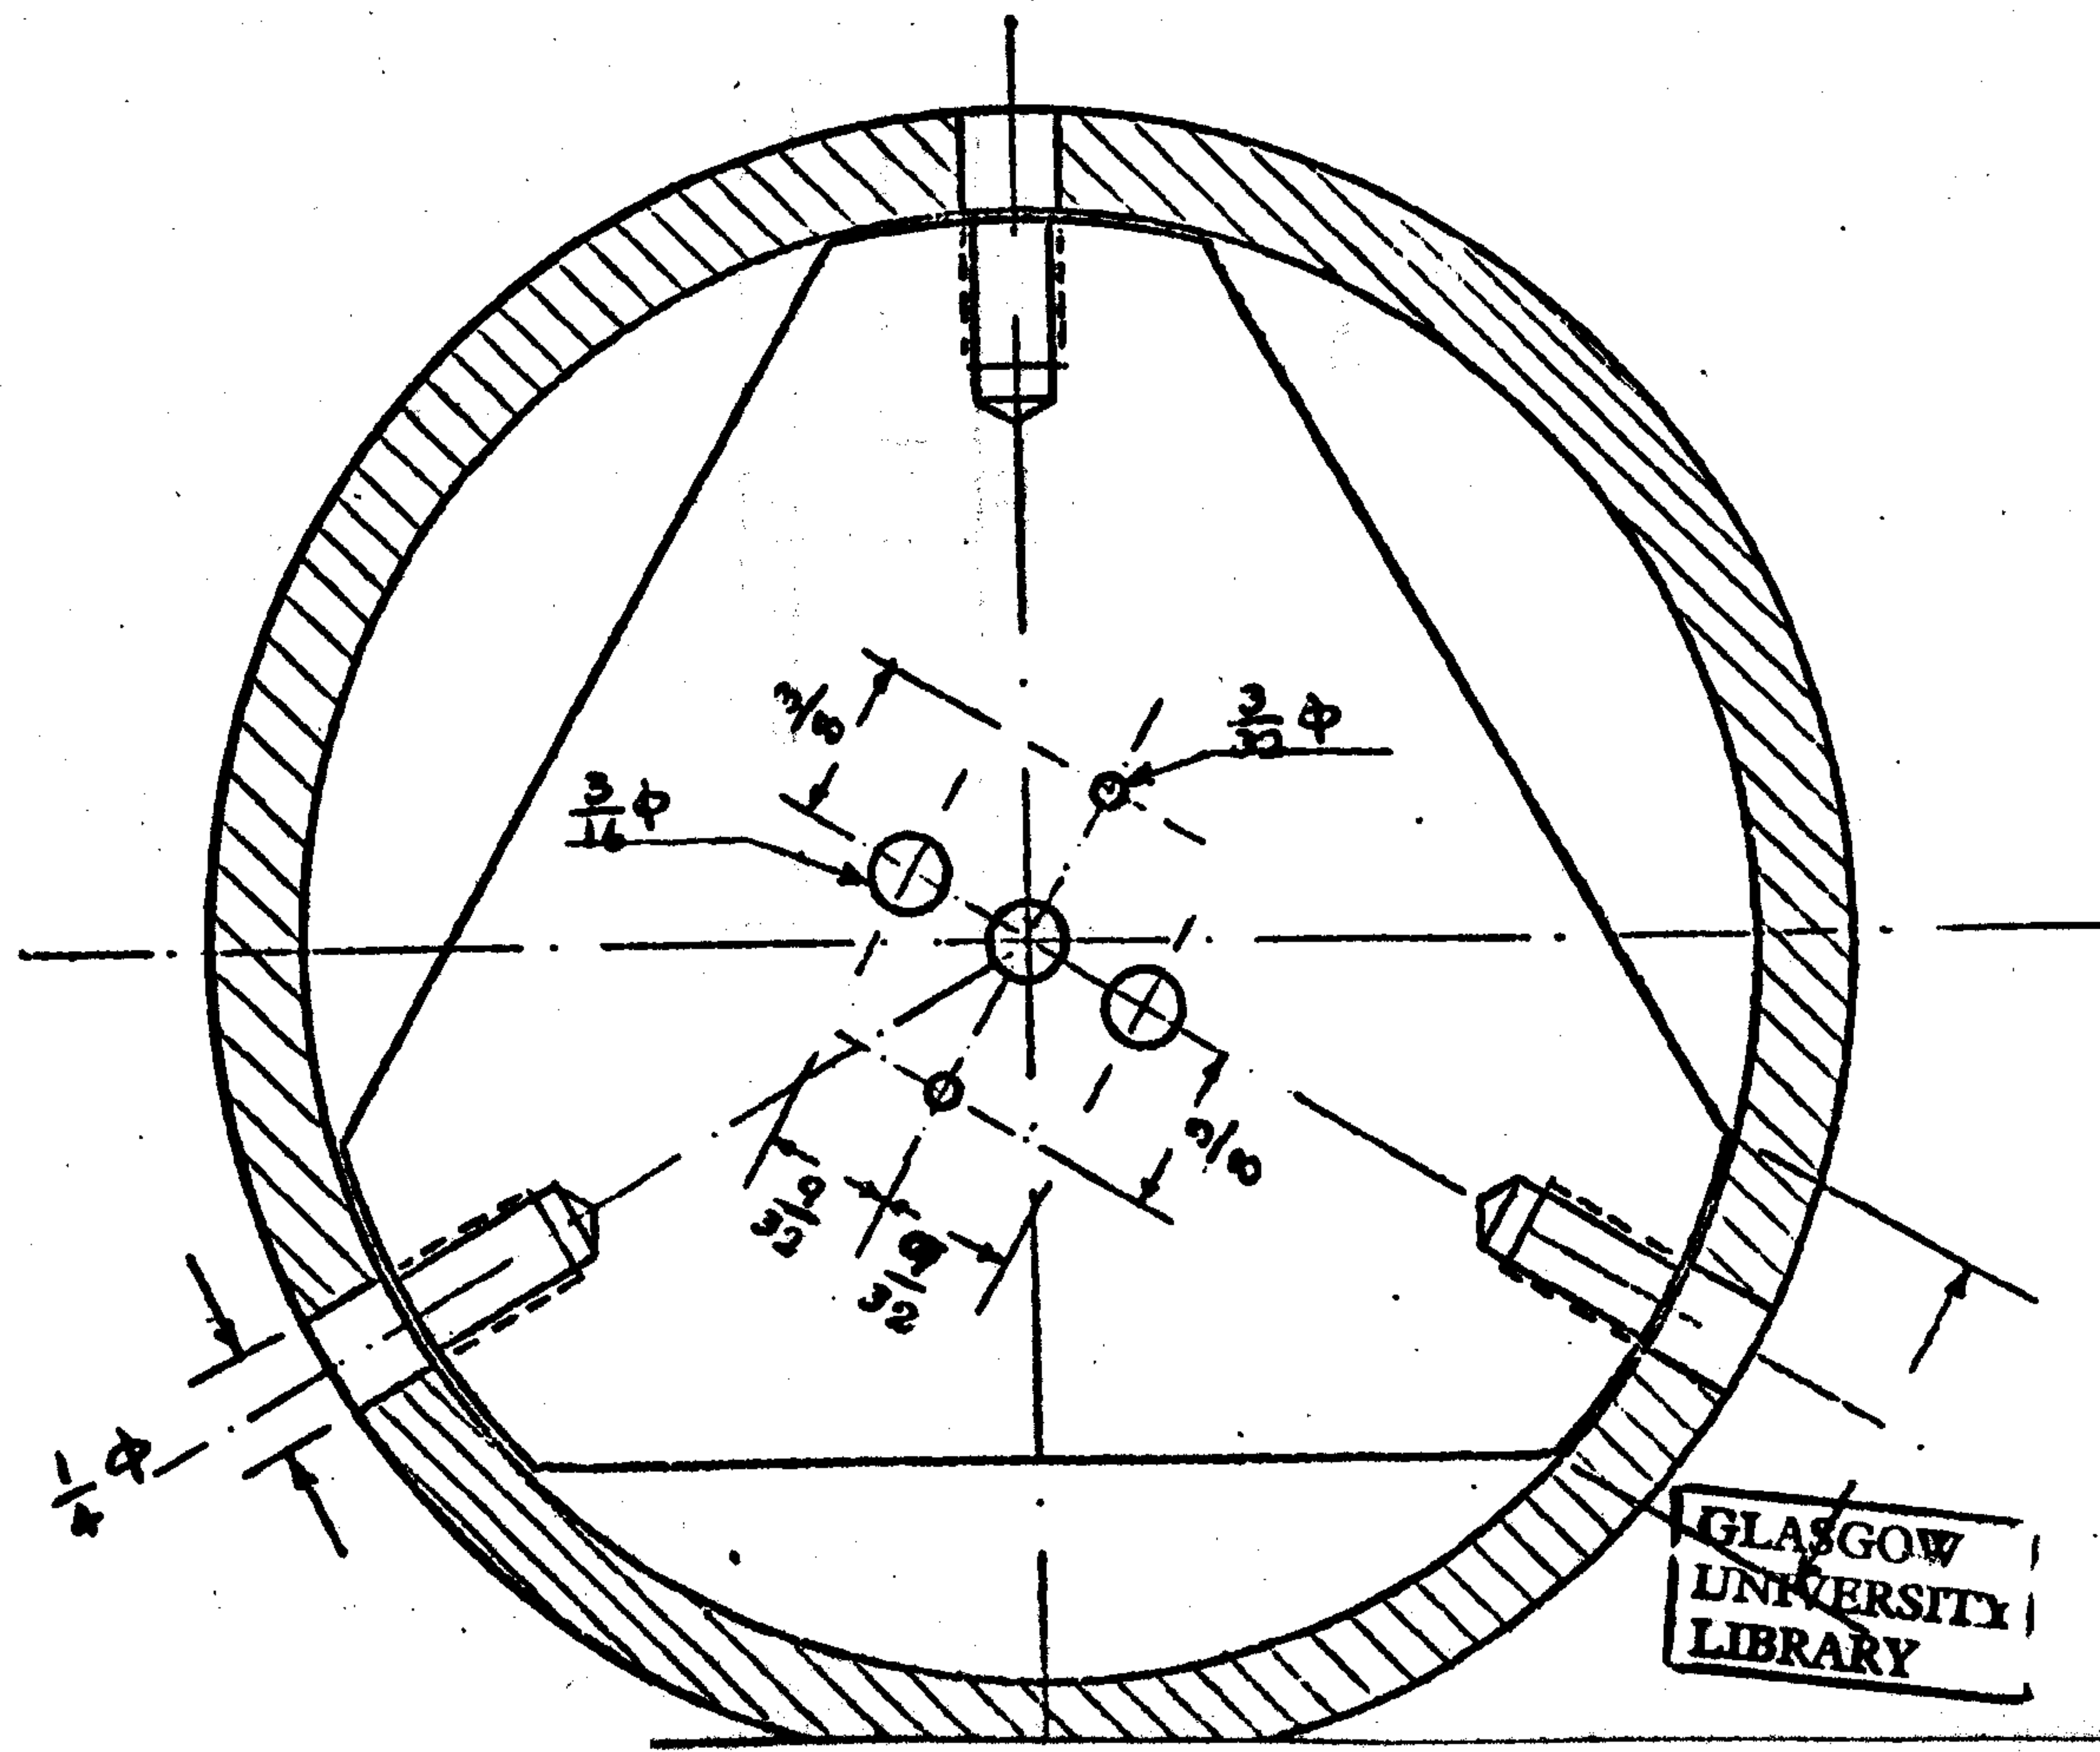 3/8
3/32 φ
3/16 φ
3/8
9/32
9/32
1/4 φ
GLASGOW
UNIVERSITY
LIBRARY